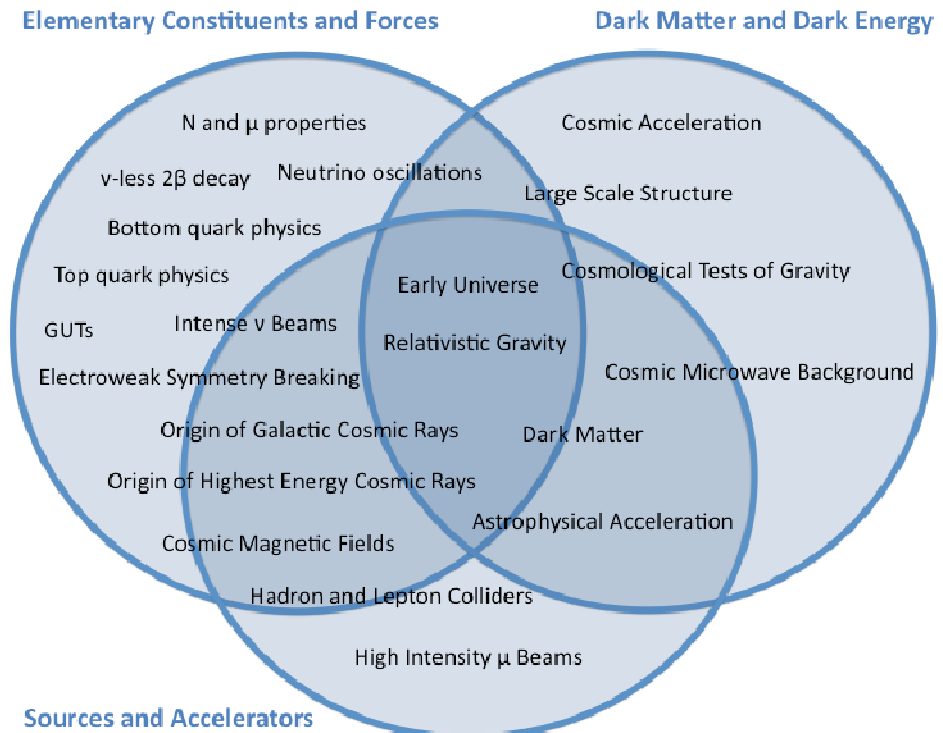 Elementary Constituents and Forces
Dark Matter and Dark Energy
N and μ properties
Cosmic Acceleration
ν-less 2β decay
Neutrino oscillations
Large Scale Structure
Bottom quark physics
Top quark physics
Early Universe
Cosmological Tests of Gravity
GUTs
Intense ν Beams
Relativistic Gravity
Electroweak Symmetry Breaking
Cosmic Microwave Background
Origin of Galactic Cosmic Rays
Dark Matter
Origin of Highest Energy Cosmic Rays
Astrophysical Acceleration
Cosmic Magnetic Fields
Hadron and Lepton Colliders
High Intensity μ Beams
Sources and Accelerators